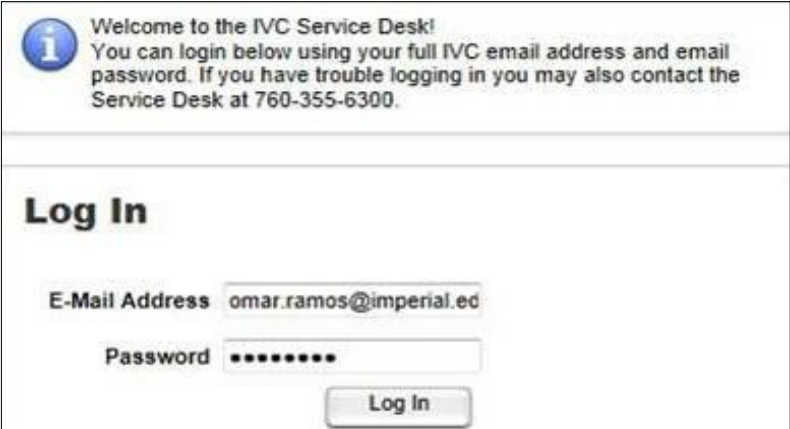 Welcome to the IVC Service Desk!
You can login below using your full IVC email address and email
password. If you have trouble logging in you may also contact the
Service Desk at 760-355-6300.
Log In
E-Mail Address omar.ramos@imperial.ed
Password ••••••••
Log In